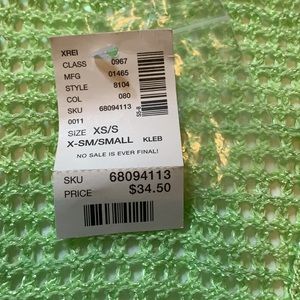 XREI
CLASS 0967
MFG 01465
STYLE 8104
COL 080
SKU 68094113
0011
SIZE XS/S
X-SM/SMALL KLEB
NO SALE IS EVER FINAL!
SKU 68094113
PRICE $34.50